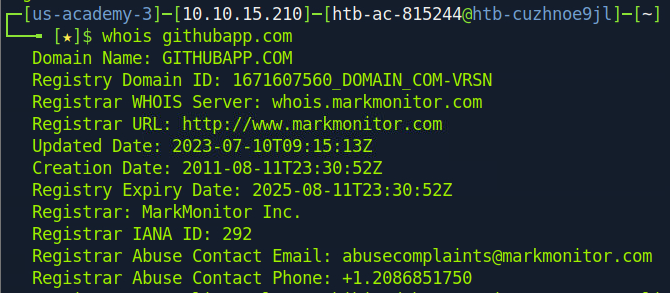 [us-academy-3]─[10.10.15.210]─[htb-ac-815244@htb-cuzhnoe9jl]─[~]
[★]$ whois githubapp.com
Domain Name: GITHUBAPP.COM
Registry Domain ID: 1671607560_DOMAIN_COM-VRSN
Registrar WHOIS Server: whois.markmonitor.com
Registrar URL: http://www.markmonitor.com
Updated Date: 2023-07-10T09:15:13Z
Creation Date: 2011-08-11T23:30:52Z
Registry Expiry Date: 2025-08-11T23:30:52Z
Registrar: MarkMonitor Inc.
Registrar IANA ID: 292
Registrar Abuse Contact Email: abusecomplaints@markmonitor.com
Registrar Abuse Contact Phone: +1.2086851750